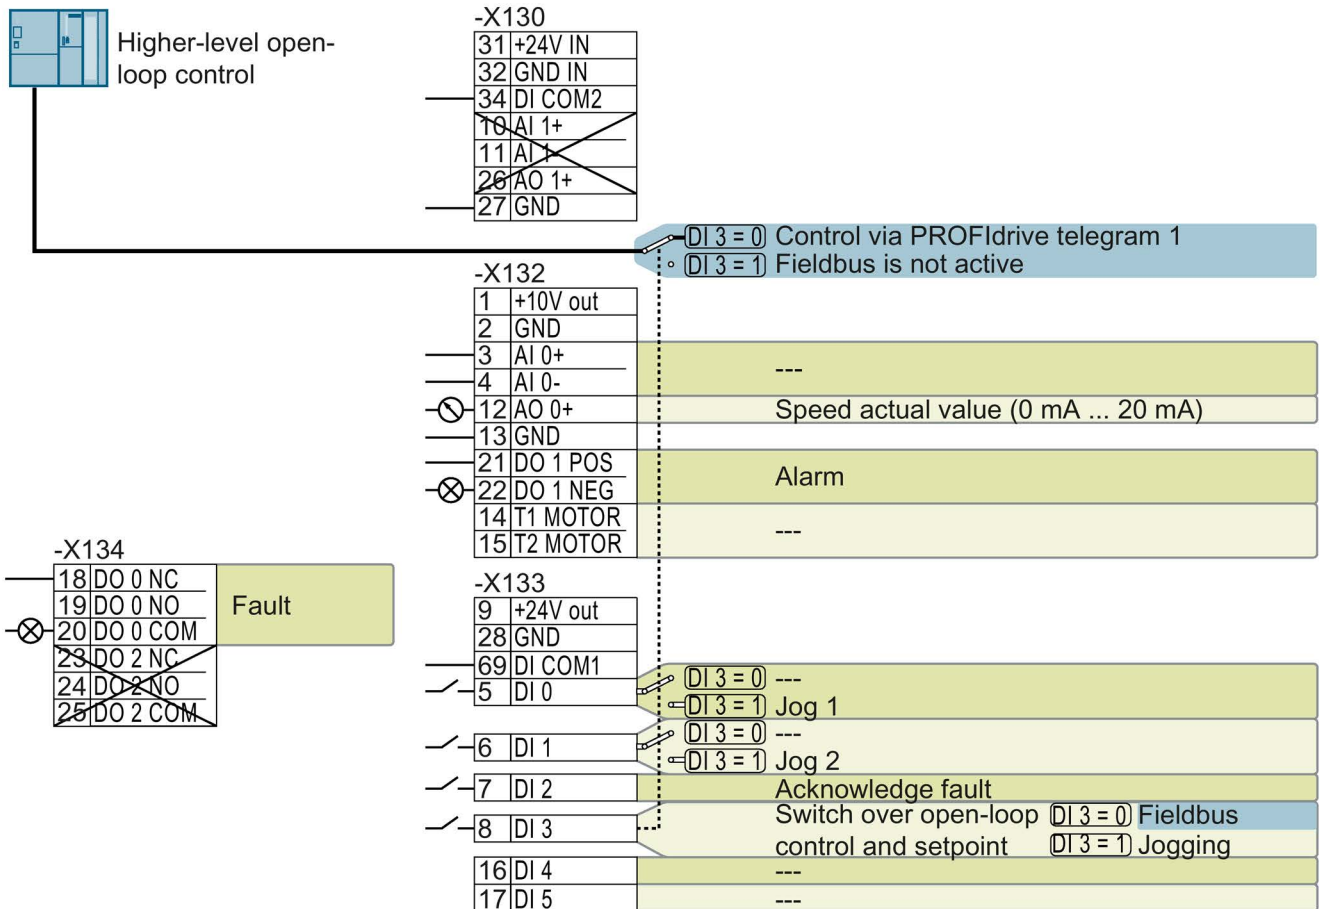 Higher-level open-
loop control
-X130
31 +24V IN
32 GND IN
34 DI COM2
10 AI 1+
11 AI 1-
26 AO 1+
27 GND
DI 3 = 0 Control via PROFIdrive telegram 1
DI 3 = 1 Fieldbus is not active
-X132
1 +10V out
2 GND
3 AI 0+
4 AI 0-
---
12 AO 0+ Speed actual value (0 mA ... 20 mA)
13 GND
21 DO 1 POS
22 DO 1 NEG
Alarm
14 T1 MOTOR
15 T2 MOTOR
---
-X134
18 DO 0 NC
19 DO 0 NO
20 DO 0 COM
Fault
23 DO 2 NC
24 DO 2 NO
25 DO 2 COM
-X133
9 +24V out
28 GND
69 DI COM1
5 DI 0
DI 3 = 0 ---
DI 3 = 1 Jog 1
6 DI 1
DI 3 = 0 ---
DI 3 = 1 Jog 2
7 DI 2 Acknowledge fault
8 DI 3
Switch over open-loop DI 3 = 0 Fieldbus
control and setpoint DI 3 = 1 Jogging
16 DI 4 ---
17 DI 5 ---